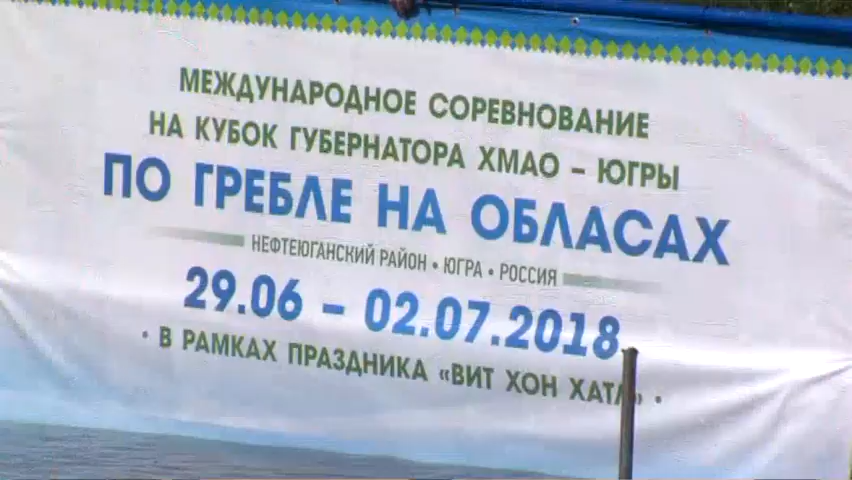 МЕЖДУНАРОДНОЕ СОРЕВНОВАНИЕ
НА КУБОК ГУБЕРНАТОРА ХМАО – ЮГРЫ
ПО ГРЕБЛЕ НА ОБЛАСАХ
НЕФТЕЮГАНСКИЙ РАЙОН • ЮГРА • РОССИЯ
29.06 – 02.07.2018
• В РАМКАХ ПРАЗДНИКА «ВИТ ХОН ХАТЛ» •